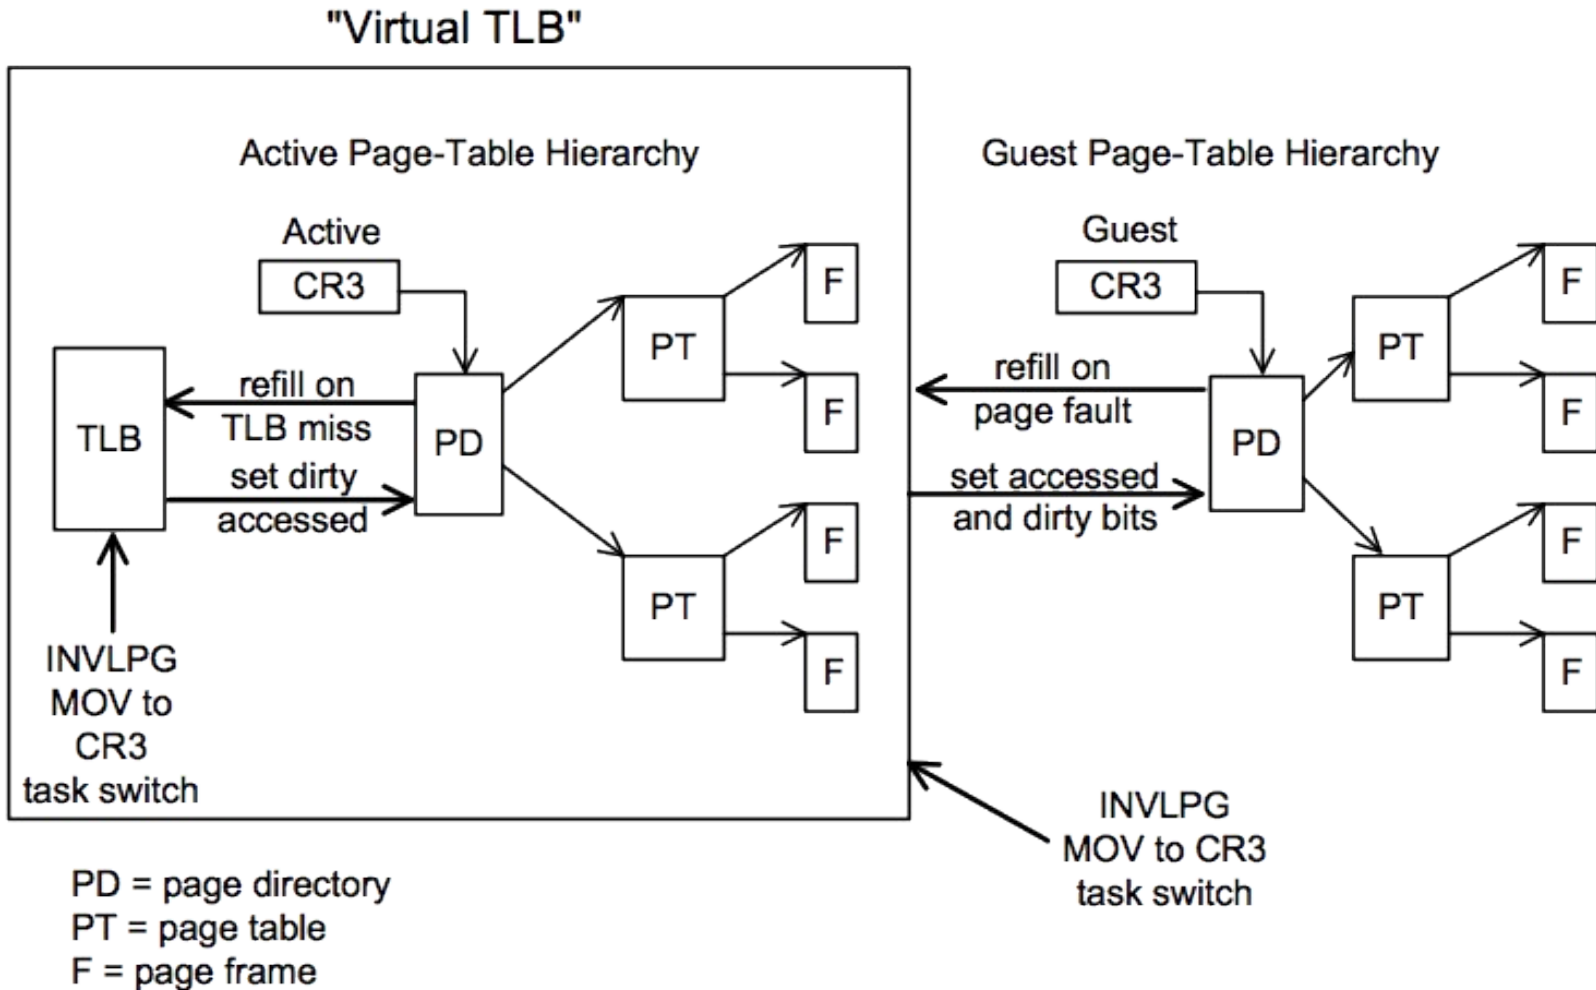 "Virtual TLB"
Active Page-Table Hierarchy
Guest Page-Table Hierarchy
Active
CR3
Guest
CR3
F
F
PT
PT
F
F
TLB
refill on
TLB miss
set dirty
accessed
PD
refill on
page fault
set accessed
and dirty bits
PD
F
F
PT
PT
F
F
INVLPG
MOV to
CR3
task switch
INVLPG
MOV to CR3
task switch
PD = page directory
PT = page table
F = page frame